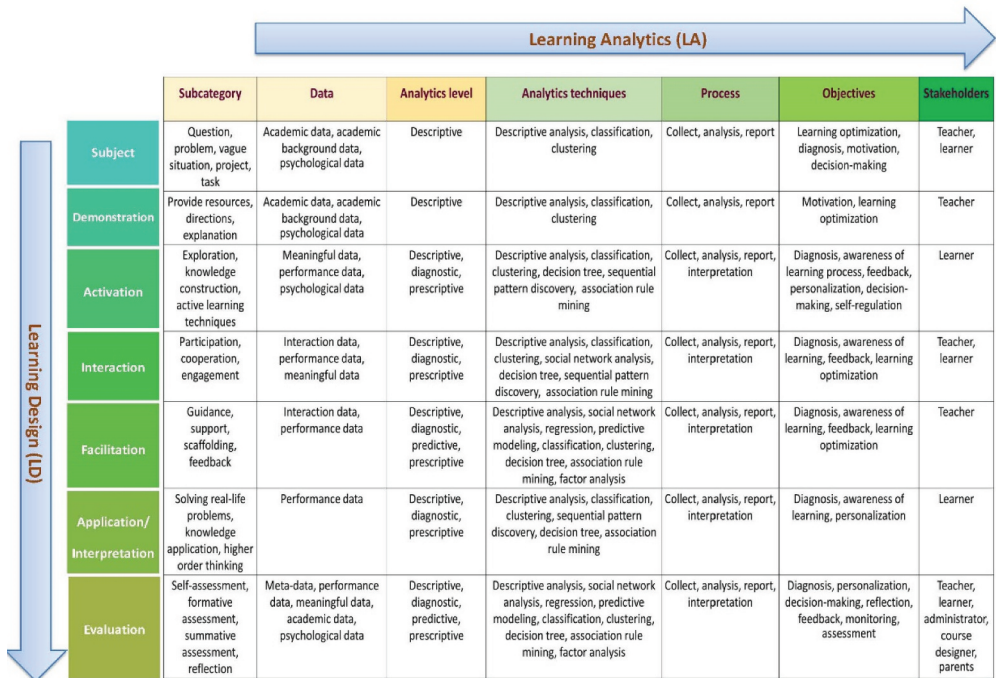 Learning Analytics (LA)
Subcategory
Data
Analytics level
Analytics techniques
Process
Objectives
Stakeholders
Learning Design (LD)
Subject
Question,
problem, vague
situation, project,
task
Academic data, academic
background data,
psychological data
Descriptive
Descriptive analysis, classification,
clustering
Collect, analysis, report
Learning optimization,
diagnosis, motivation,
decision-making
Teacher,
learner
Demonstration
Provide resources,
directions,
explanation
Academic data, academic
background data,
psychological data
Descriptive
Descriptive analysis, classification,
clustering
Collect, analysis, report
Motivation, learning
optimization
Teacher
Activation
Exploration,
knowledge
construction,
active learning
techniques
Meaningful data,
performance data,
psychological data
Descriptive,
diagnostic,
prescriptive
Descriptive analysis, classification,
clustering, decision tree, sequential
pattern discovery, association rule
mining
Collect, analysis, report,
interpretation
Diagnosis, awareness of
learning process, feedback,
personalization, decision-
making, self-regulation
Learner
Interaction
Participation,
cooperation,
engagement
Interaction data,
performance data,
meaningful data
Descriptive,
diagnostic,
prescriptive
Descriptive analysis, classification,
clustering, social network analysis,
decision tree, sequential pattern
discovery, association rule mining
Collect, analysis, report,
interpretation
Diagnosis, awareness of
learning, feedback, learning
optimization
Teacher,
learner
Facilitation
Guidance,
support,
scaffolding,
feedback
Interaction data,
performance data
Descriptive,
diagnostic,
predictive,
prescriptive
Descriptive analysis, social network
analysis, regression, predictive
modeling, classification, clustering,
decision tree, association rule
mining, factor analysis
Collect, analysis, report,
interpretation
Diagnosis, awareness of
learning, feedback, learning
optimization
Teacher
Application/
Interpretation
Solving real-life
problems,
knowledge
application, higher
order thinking
Performance data
Descriptive,
diagnostic,
prescriptive
Descriptive analysis, classification,
clustering, sequential pattern
discovery, decision tree, association
rule mining
Collect, analysis, report,
interpretation
Diagnosis, awareness of
learning, personalization
Learner
Evaluation
Self-assessment,
formative
assessment,
summative
assessment,
reflection
Meta-data, performance
data, meaningful data,
academic data,
psychological data
Descriptive,
diagnostic,
predictive,
prescriptive
Descriptive analysis, social network
analysis, regression, predictive
modeling, classification, clustering,
decision tree, association rule
mining, factor analysis
Collect, analysis, report,
interpretation
Diagnosis, personalization,
decision-making, reflection,
feedback, monitoring,
assessment
Teacher,
learner,
administrator,
course
designer,
parents